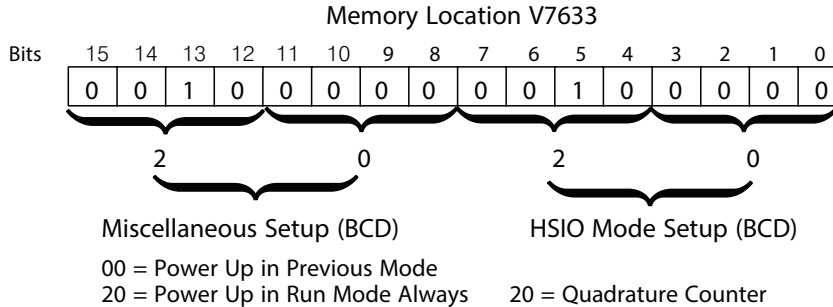 Memory Location V7633
Bits 15 14 13 12 11 10 9 8 7 6 5 4 3 2 1 0
0 0 1 0 0 0 0 0 0 0 1 0 0 0 0 0
2 0 2 0
Miscellaneous Setup (BCD) HSIO Mode Setup (BCD)
00 = Power Up in Previous Mode
20 = Power Up in Run Mode Always 20 = Quadrature Counter